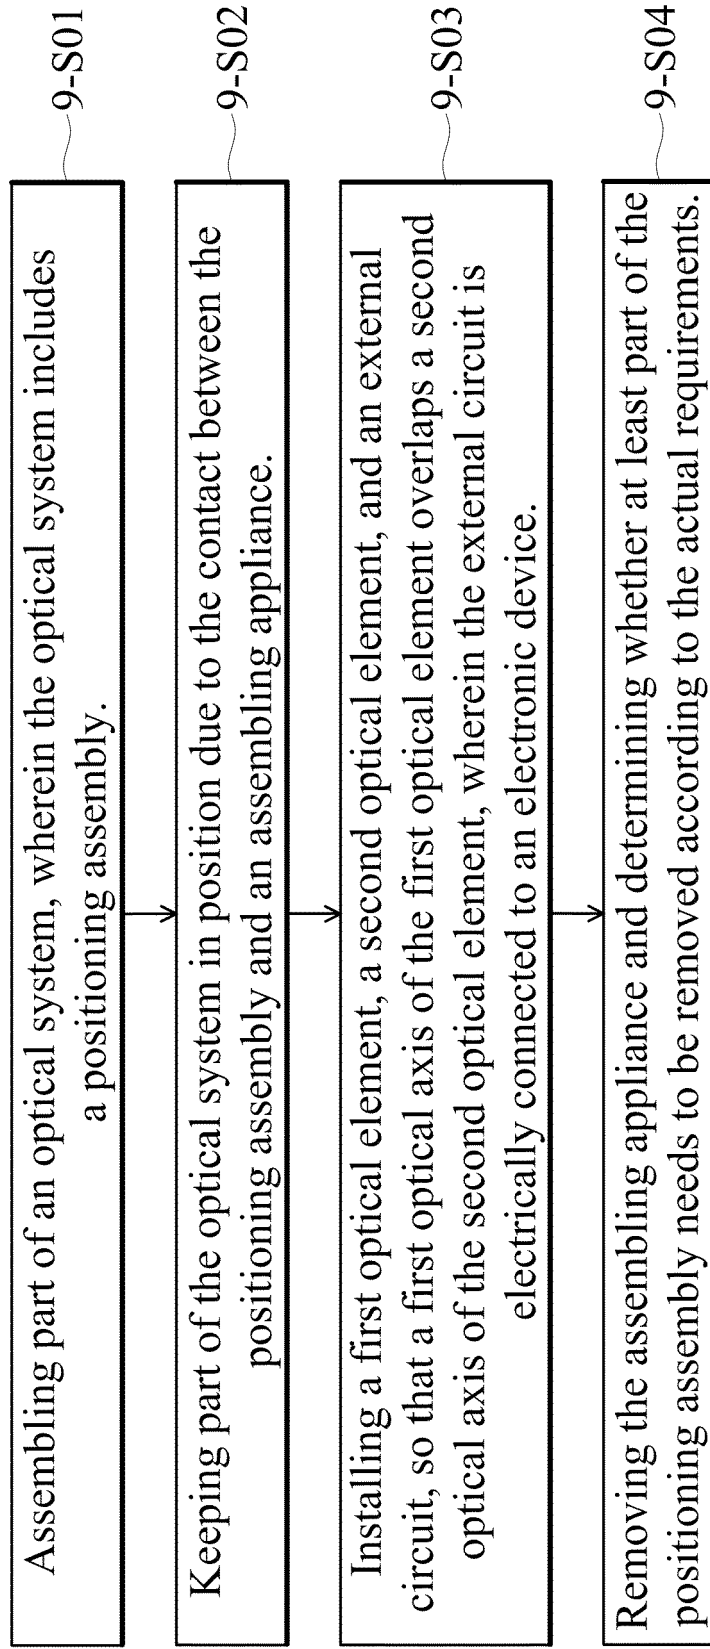 Assembling part of an optical system, wherein the optical system includes
a positioning assembly.
9-S01
Keeping part of the optical system in position due to the contact between the
positioning assembly and an assembling appliance.
9-S02
Installing a first optical element, a second optical element, and an external
circuit, so that a first optical axis of the first optical element overlaps a second
optical axis of the second optical element, wherein the external circuit is
electrically connected to an electronic device.
9-S03
Removing the assembling appliance and determining whether at least part of the
positioning assembly needs to be removed according to the actual requirements.
9-S04